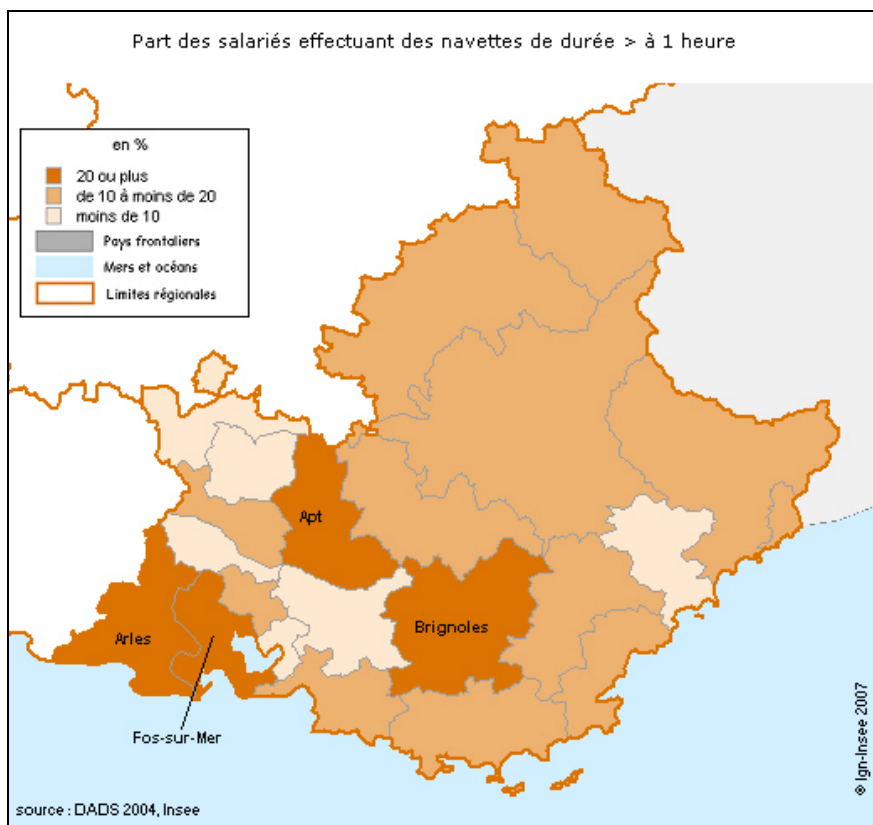 Part des salariés effectuant des navettes de durée > à 1 heure
en %
20 ou plus
de 10 à moins de 20
moins de 10
Pays frontaliers
Mers et océans
Limites régionales
Apt
Arles
Brignoles
Fos-sur-Mer
© Ign-Insee 2007
source : DADS 2004, Insee